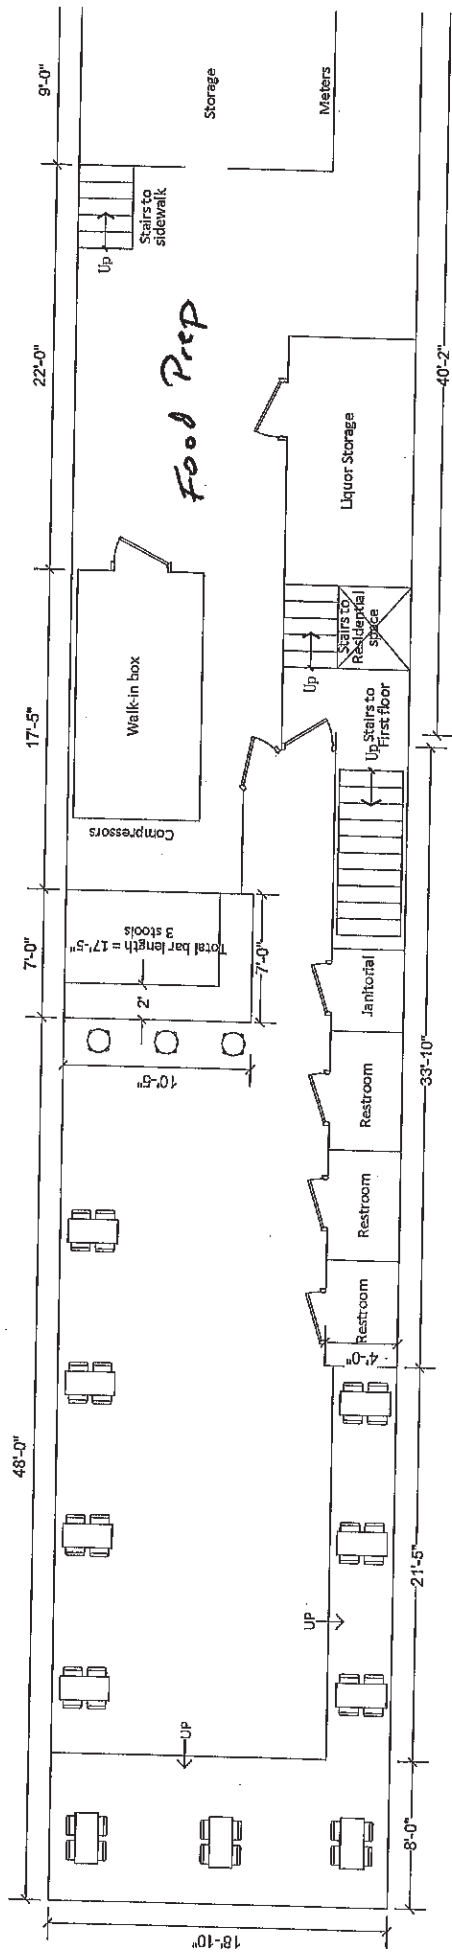 9'-0"
22'-0"
17'-5"
7'-0"
48'-0"
Storage
Meters
Up
Stairs to
sidewalk
Food Prep
Liquor Storage
Walk-in box
Compressors
Up
Stairs to
Residential
space
40'-2"
Up Stairs to
First floor
Total bar length = 17'-5"
3 stools
2'
7'-0"
10'-5"
Janitorial
Restroom
Restroom
Restroom
33'-10"
4'-0"
UP
UP
21'-5"
8'-0"
18'-10"